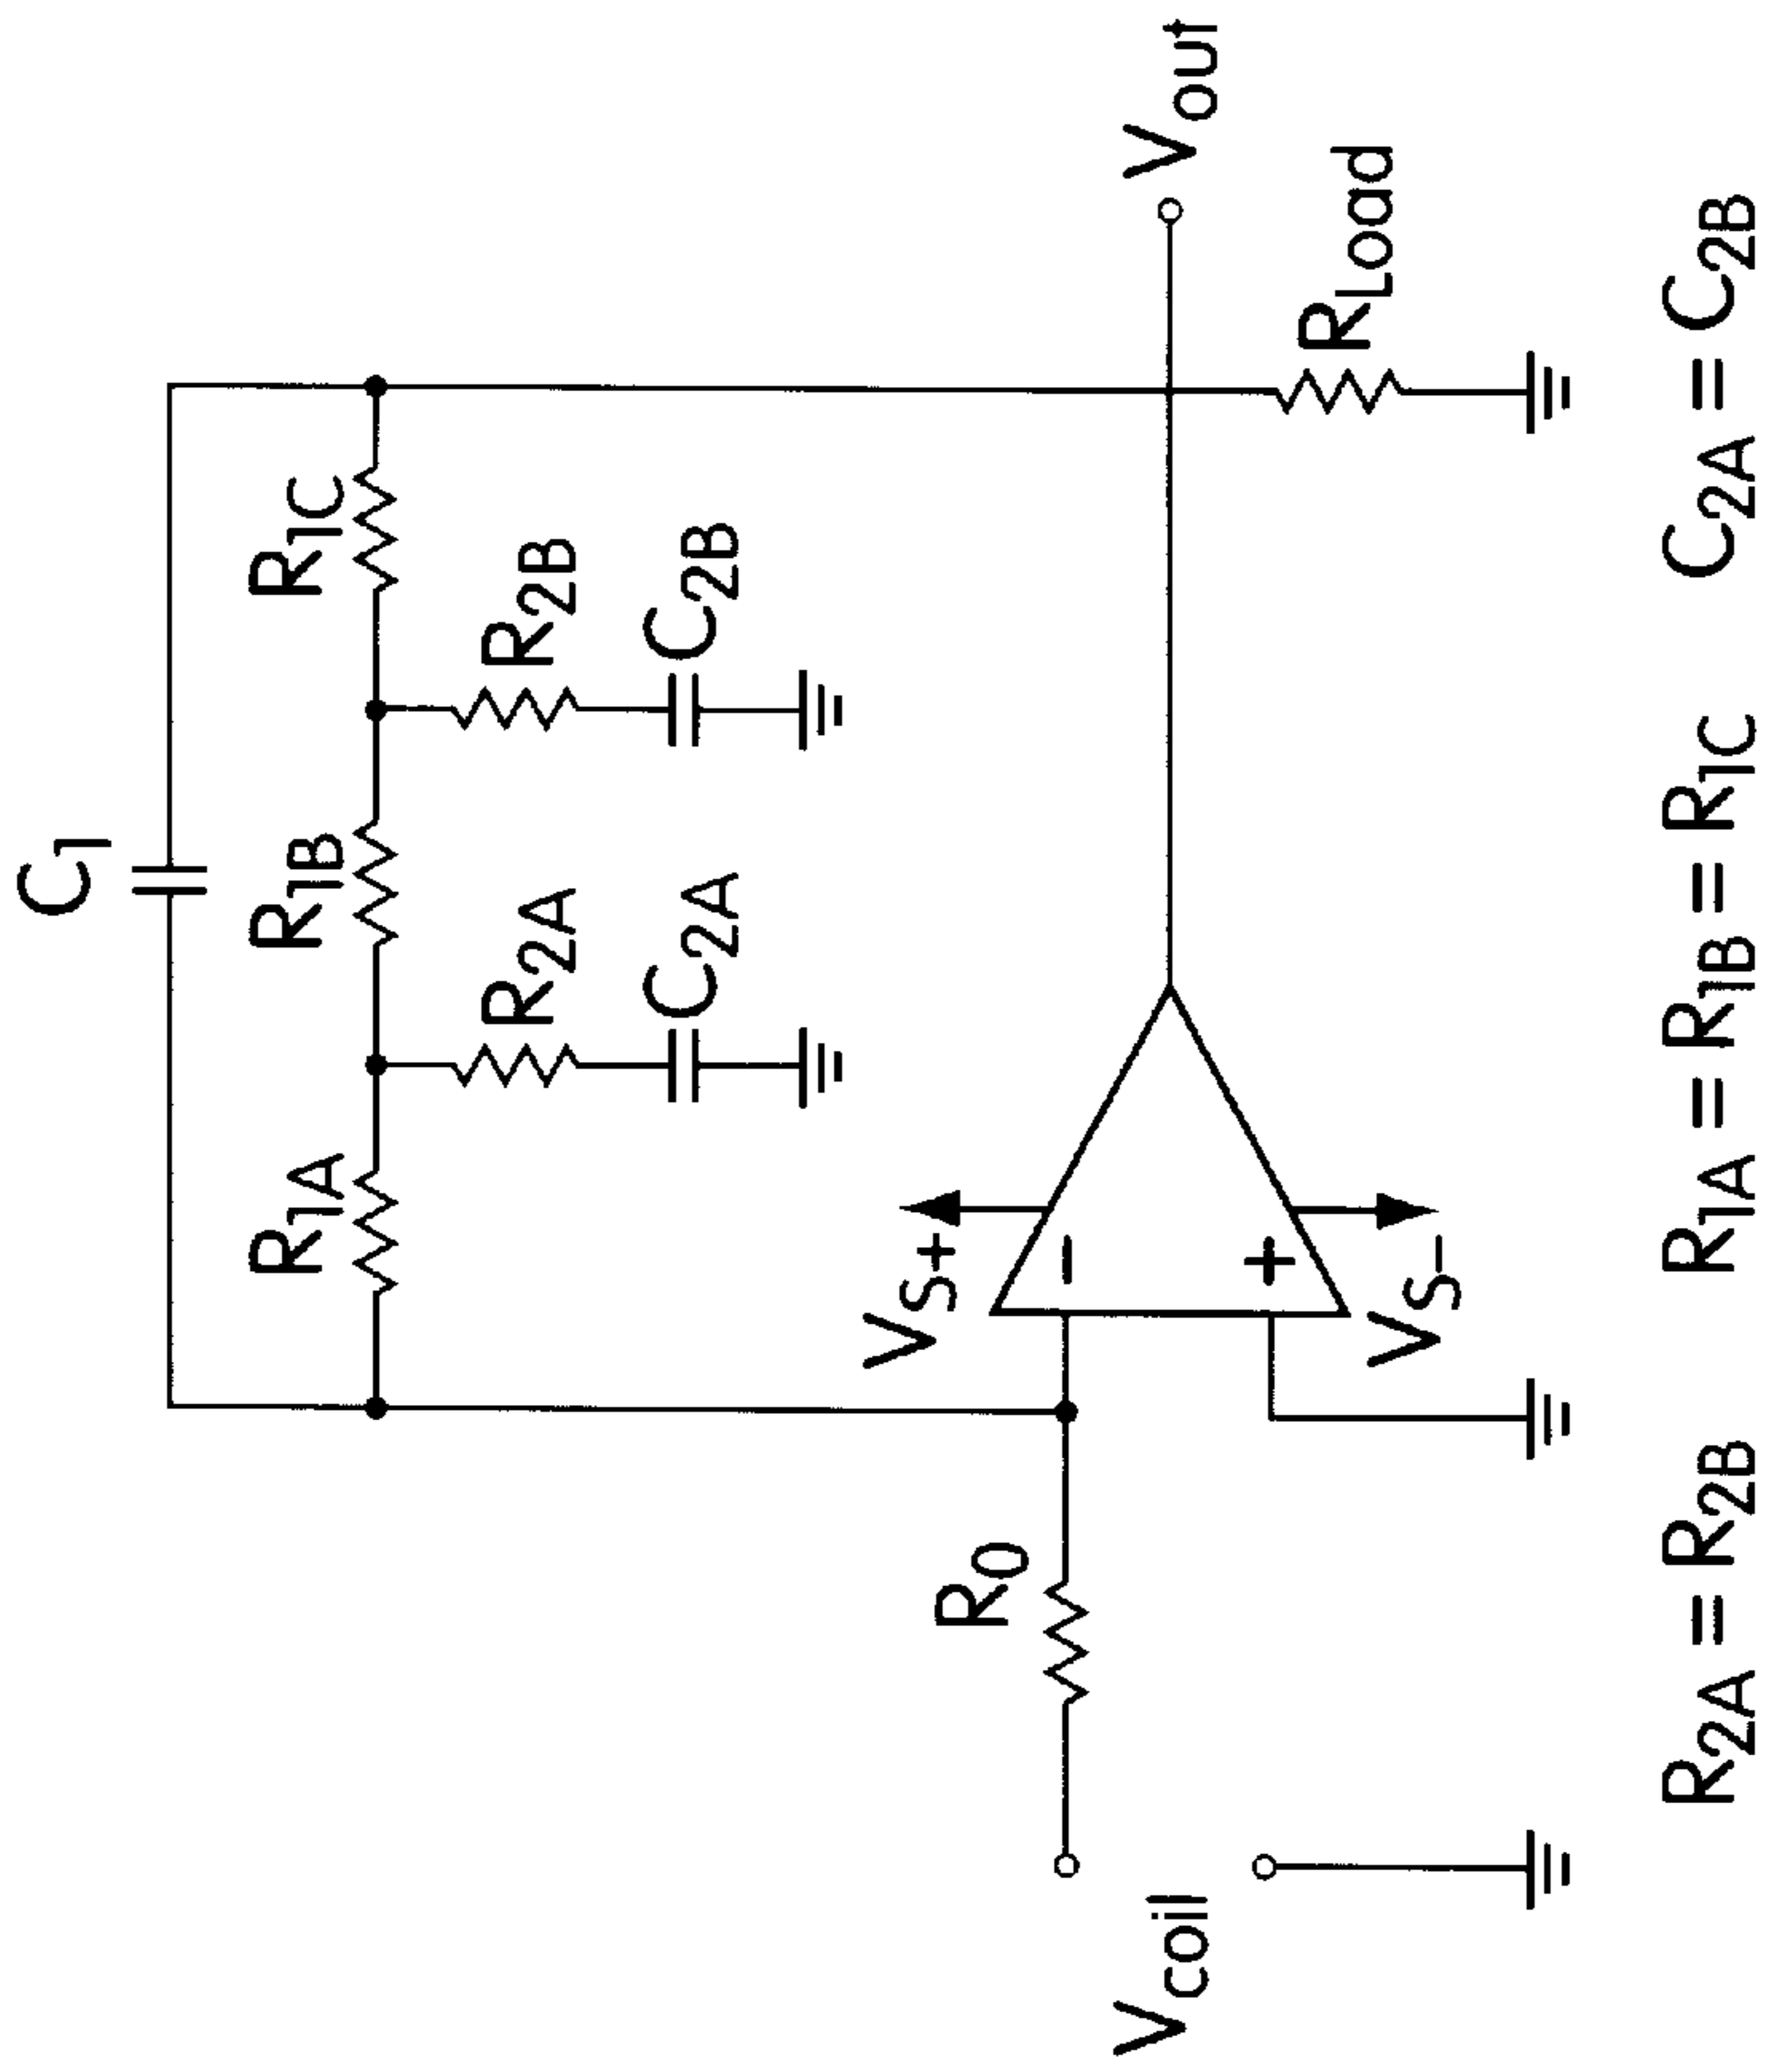 C1
R1A
R1B
R1C
R2A
R2B
C2A
C2B
VS+
−
+
VS−
RO
Vcoil
Vout
RLoad
R2A = R2B
R1A = R1B = R1C
C2A = C2B